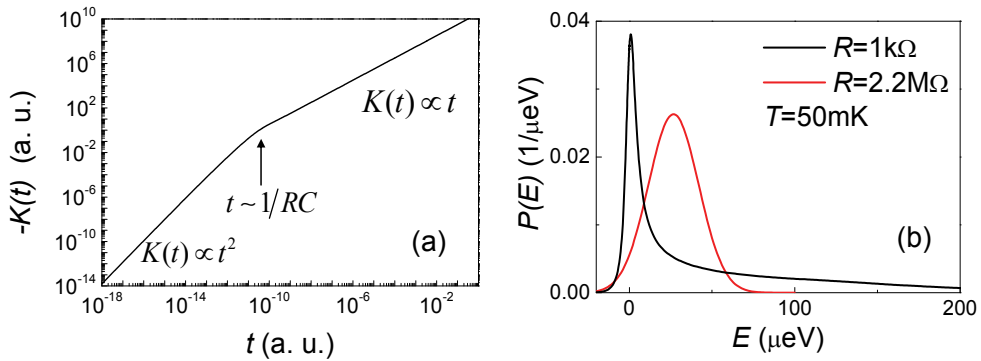 10^10
10^6
10^2
10^-2
10^-6
10^-10
10^-14
-K(t) (a. u.)
K(t) ∝ t
t ~ 1/RC
K(t) ∝ t^2
(a)
10^-18 10^-14 10^-10 10^-6 10^-2
t (a. u.)
0.04
0.02
0.00
P(E) (1/μeV)
R=1kΩ
R=2.2MΩ
T=50mK
(b)
0 100 200
E (μeV)